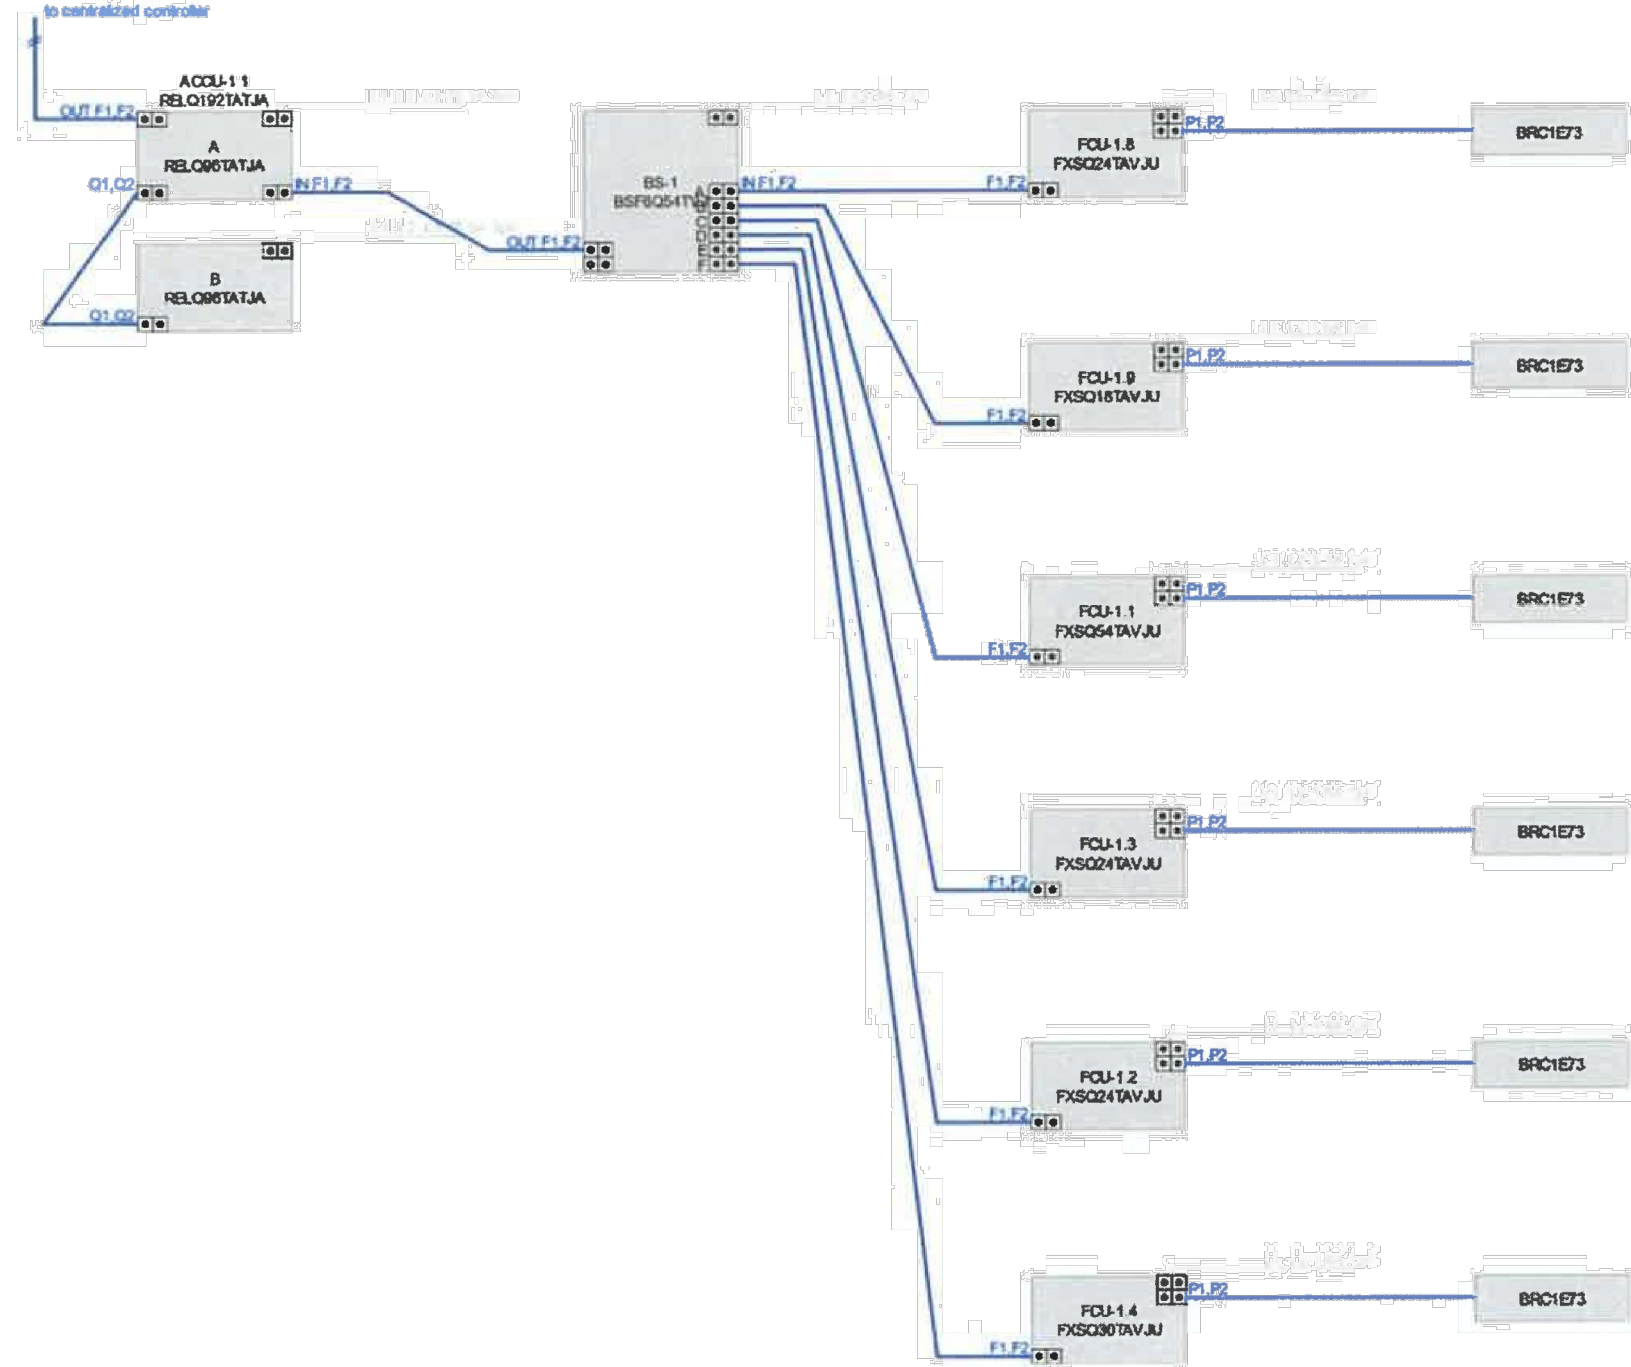 to centralized controller
ACCU-1.1
RELQ192TATJA
OUT F1,F2
A
RELQ96TATJA
Q1,Q2
IN F1,F2
B
RELQ96TATJA
Q1,Q2
OUT F1,F2
BS-1
BSF6Q54TV
A
B
C
D
E
F
IN F1,F2
F1,F2
FCU-1.8
FXSQ24TAVJU
P1,P2
BRC1E73
F1,F2
FCU-1.9
FXSQ18TAVJU
P1,P2
BRC1E73
F1,F2
FCU-1.1
FXSQ54TAVJU
P1,P2
BRC1E73
F1,F2
FCU-1.3
FXSQ24TAVJU
P1,P2
BRC1E73
F1,F2
FCU-1.2
FXSQ24TAVJU
P1,P2
BRC1E73
F1,F2
FCU-1.4
FXSQ30TAVJU
P1,P2
BRC1E73